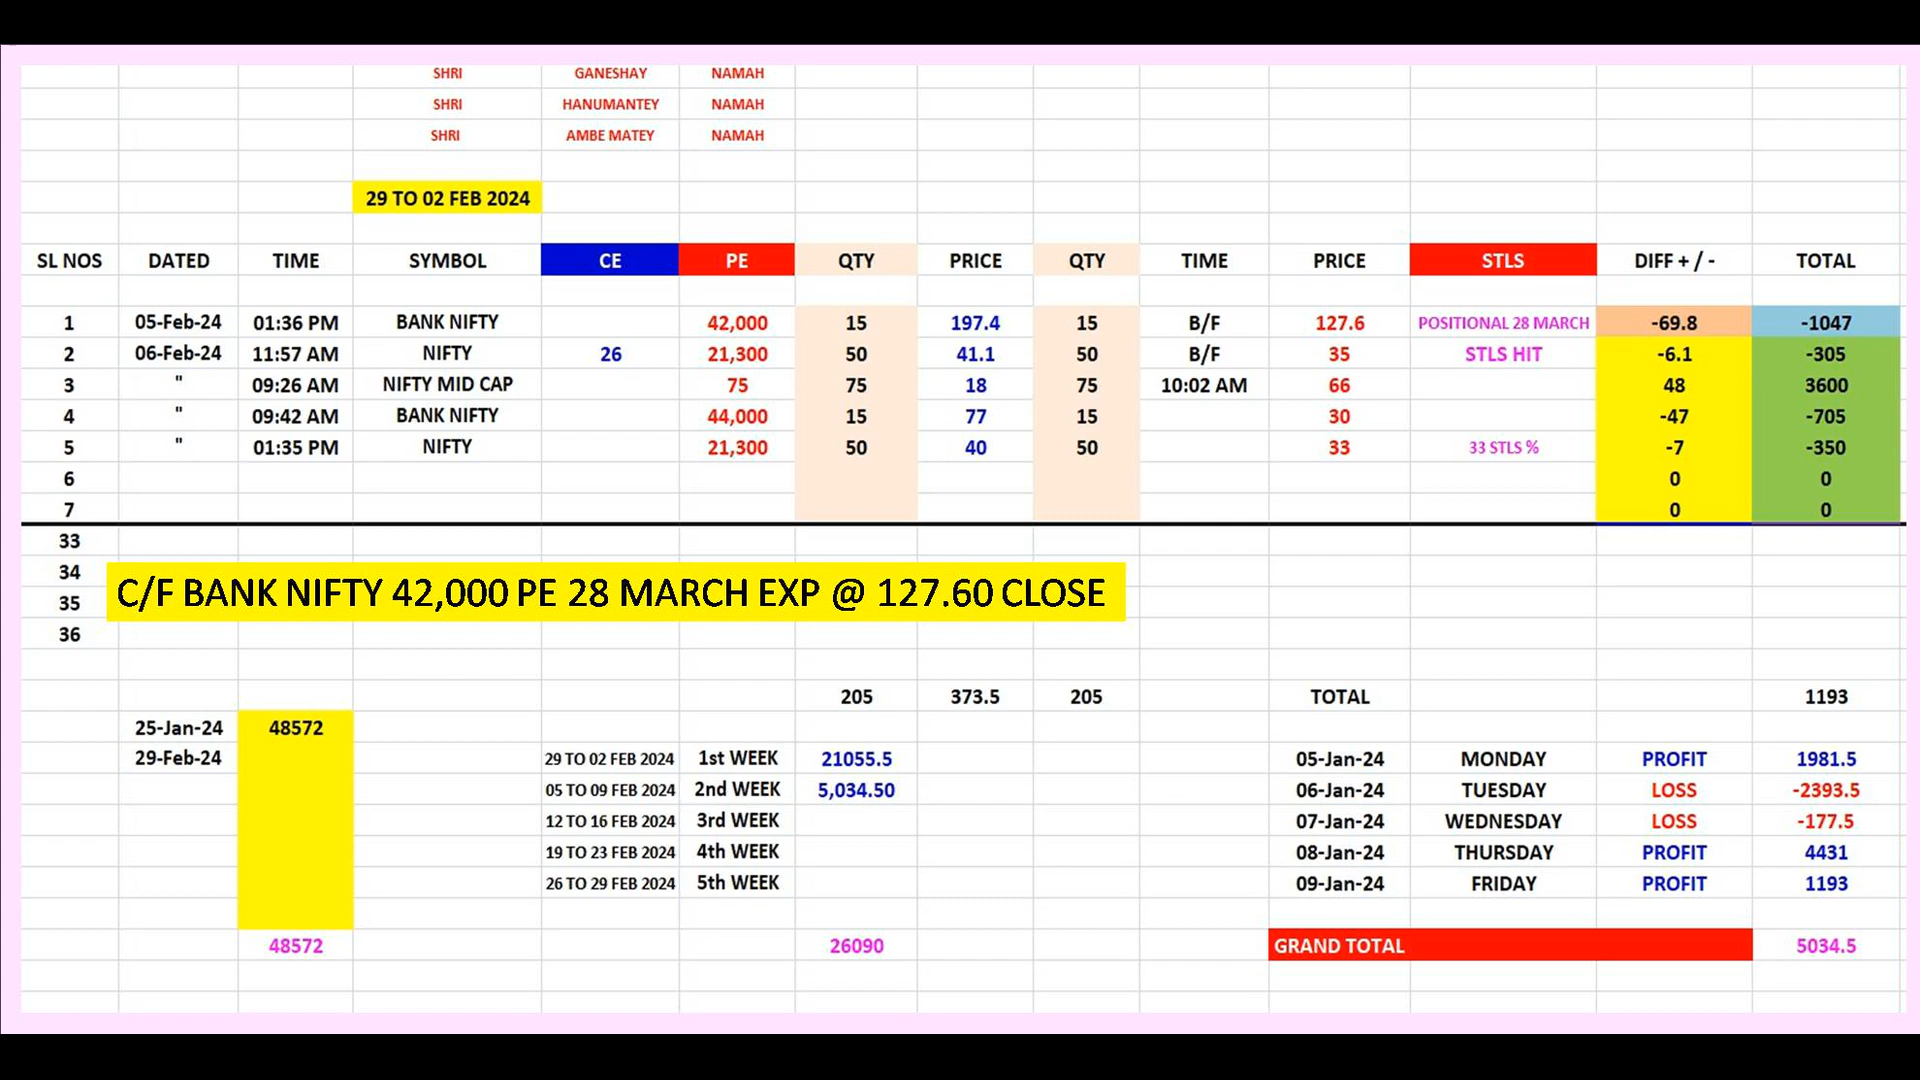 SHRI GANESHAY NAMAH
SHRI HANUMANTEY NAMAH
SHRI AMBE MATEY NAMAH
29 TO 02 FEB 2024
SL NOS DATED TIME SYMBOL CE PE QTY PRICE QTY TIME PRICE STLS DIFF + / - TOTAL
1 05-Feb-24 01:36 PM BANK NIFTY 42,000 15 197.4 15 B/F 127.6 POSITIONAL 28 MARCH -69.8 -1047
2 06-Feb-24 11:57 AM NIFTY 26 21,300 50 41.1 50 B/F 35 STLS HIT -6.1 -305
3 " 09:26 AM NIFTY MID CAP 75 75 18 75 10:02 AM 66 48 3600
4 " 09:42 AM BANK NIFTY 44,000 15 77 15 30 -47 -705
5 " 01:35 PM NIFTY 21,300 50 40 50 33 33 STLS % -7 -350
6 0 0
7 0 0
33
34
C/F BANK NIFTY 42,000 PE 28 MARCH EXP @ 127.60 CLOSE
35
36
205 373.5 205 TOTAL 1193
25-Jan-24 48572
29-Feb-24 29 TO 02 FEB 2024 1st WEEK 21055.5 05-Jan-24 MONDAY PROFIT 1981.5
05 TO 09 FEB 2024 2nd WEEK 5,034.50 06-Jan-24 TUESDAY LOSS -2393.5
12 TO 16 FEB 2024 3rd WEEK 07-Jan-24 WEDNESDAY LOSS -177.5
19 TO 23 FEB 2024 4th WEEK 08-Jan-24 THURSDAY PROFIT 4431
26 TO 29 FEB 2024 5th WEEK 09-Jan-24 FRIDAY PROFIT 1193
48572 26090 GRAND TOTAL 5034.5